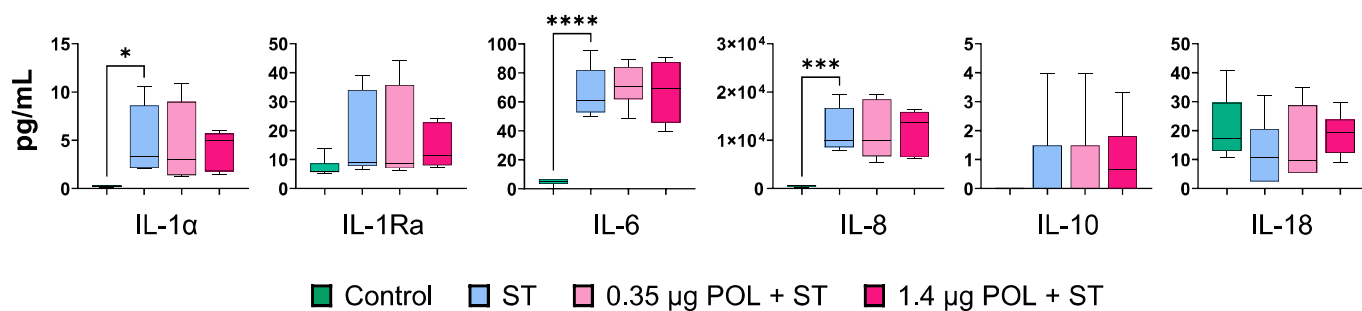 * **** ***
15 50 100 3×10⁴ 5 50
40 80 4 40
10 30 60 2×10⁴ 3 30
pg/mL
5 20 40 1×10⁴ 2 20
10 20 1 10
0 0 0 0 0 0
IL-1α IL-1Ra IL-6 IL-8 IL-10 IL-18
Control ST 0.35 µg POL + ST 1.4 µg POL + ST